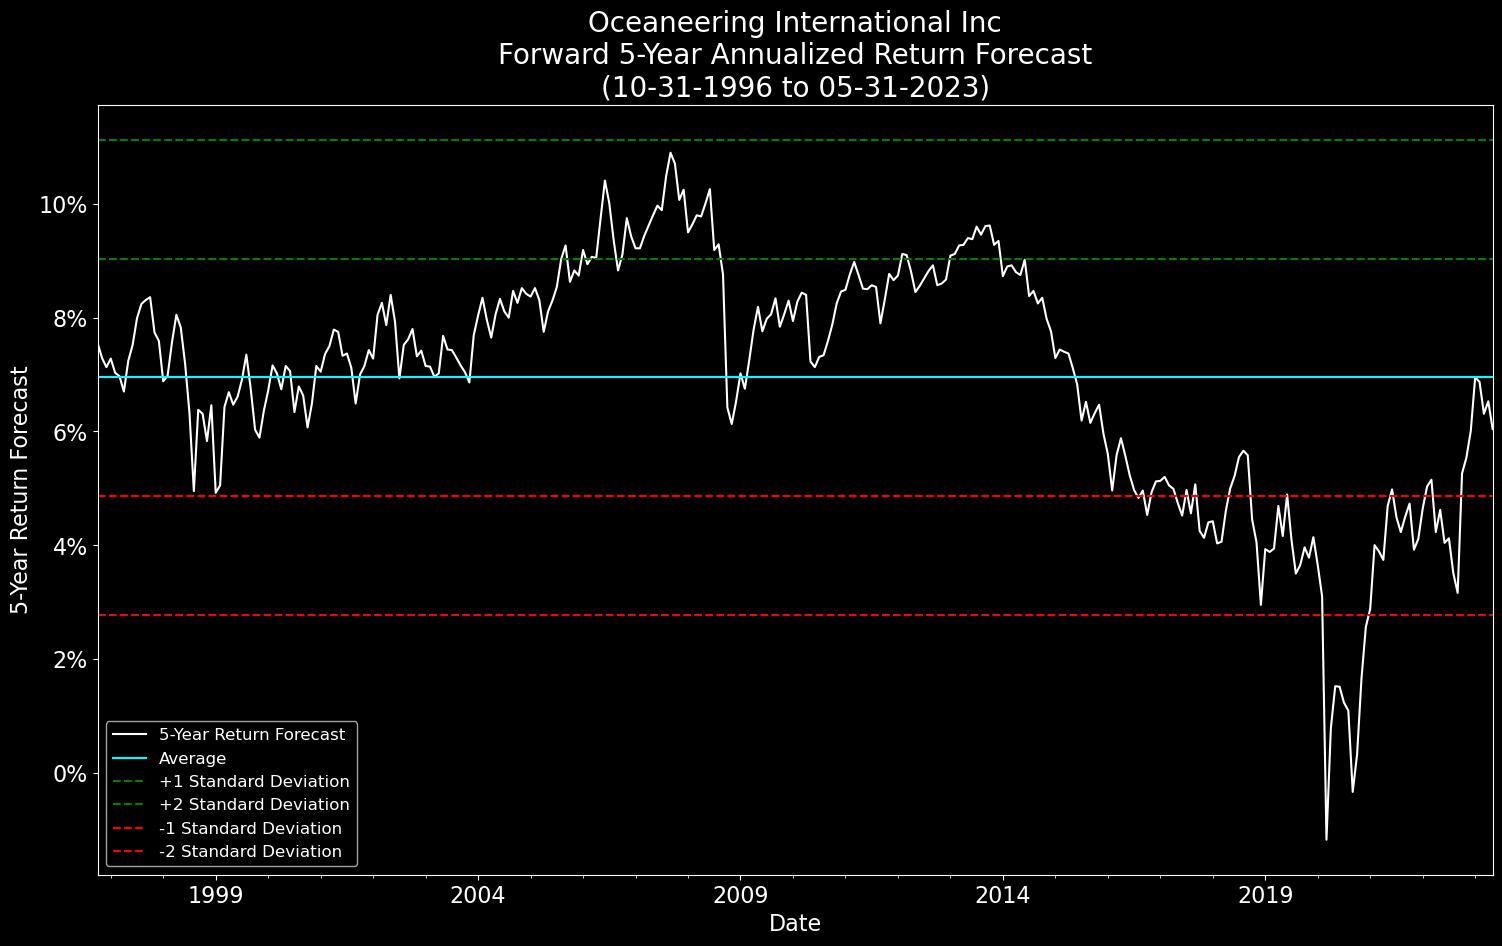 Oceaneering International Inc
Forward 5-Year Annualized Return Forecast
(10-31-1996 to 05-31-2023)
5-Year Return Forecast
10%
8%
6%
4%
2%
0%
5-Year Return Forecast
Average
+1 Standard Deviation
+2 Standard Deviation
-1 Standard Deviation
-2 Standard Deviation
1999 2004 2009 2014 2019
Date